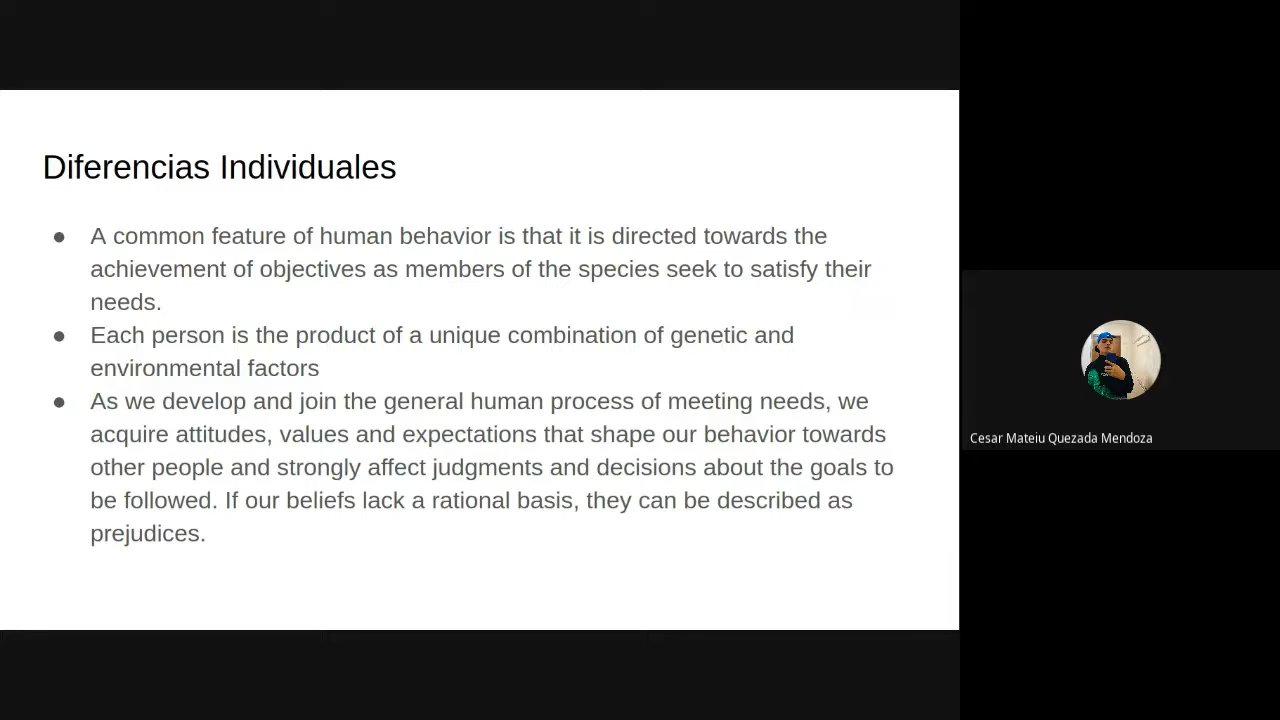 Diferencias Individuales
● A common feature of human behavior is that it is directed towards the
achievement of objectives as members of the species seek to satisfy their
needs.
● Each person is the product of a unique combination of genetic and
environmental factors
● As we develop and join the general human process of meeting needs, we
acquire attitudes, values and expectations that shape our behavior towards
other people and strongly affect judgments and decisions about the goals to
be followed. If our beliefs lack a rational basis, they can be described as
prejudices.
Cesar Mateiu Quezada Mendoza